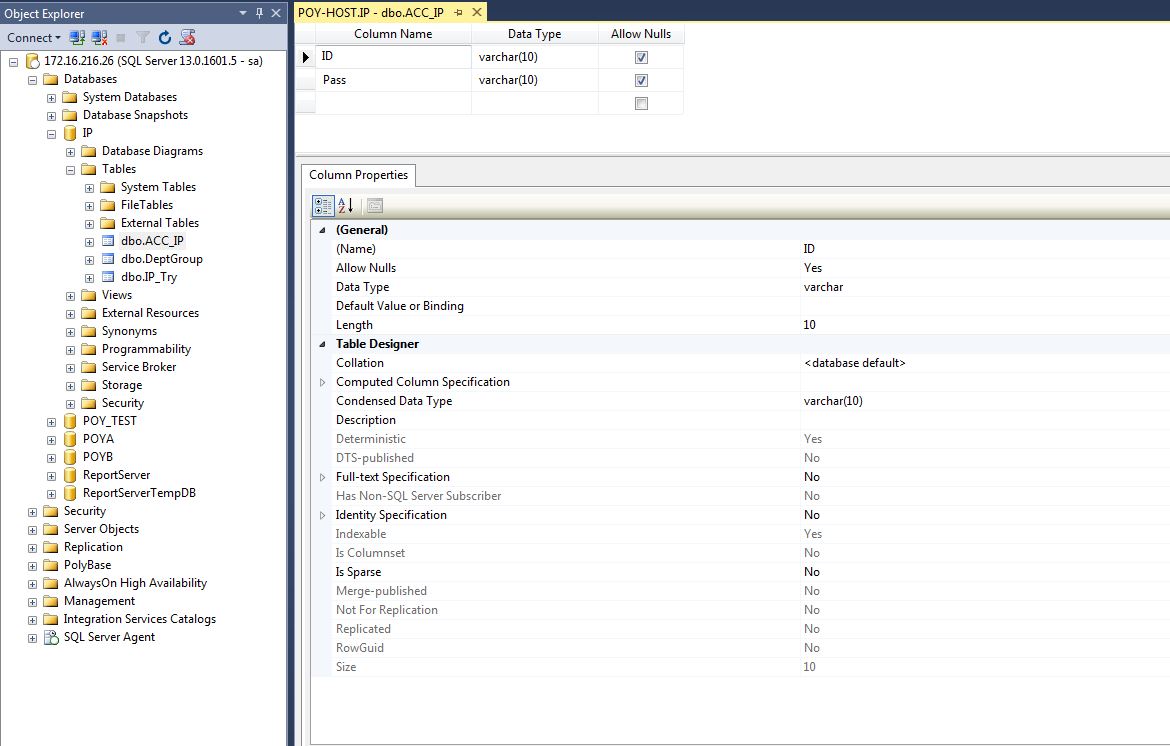 Object Explorer
Connect
172.16.216.26 (SQL Server 13.0.1601.5 - sa)
Databases
System Databases
Database Snapshots
IP
Database Diagrams
Tables
System Tables
FileTables
External Tables
dbo.ACC_IP
dbo.DeptGroup
dbo.IP_Try
Views
External Resources
Synonyms
Programmability
Service Broker
Storage
Security
POY_TEST
POYA
POYB
ReportServer
ReportServerTempDB
Security
Server Objects
Replication
PolyBase
AlwaysOn High Availability
Management
Integration Services Catalogs
SQL Server Agent
POY-HOST.IP - dbo.ACC_IP
Column Name Data Type Allow Nulls
ID varchar(10)
Pass varchar(10)
Column Properties
(General)
(Name) ID
Allow Nulls Yes
Data Type varchar
Default Value or Binding
Length 10
Table Designer
Collation <database default>
Computed Column Specification
Condensed Data Type varchar(10)
Description
Deterministic Yes
DTS-published No
Full-text Specification No
Has Non-SQL Server Subscriber No
Identity Specification No
Indexable Yes
Is Columnset No
Is Sparse No
Merge-published No
Not For Replication No
Replicated No
RowGuid No
Size 10